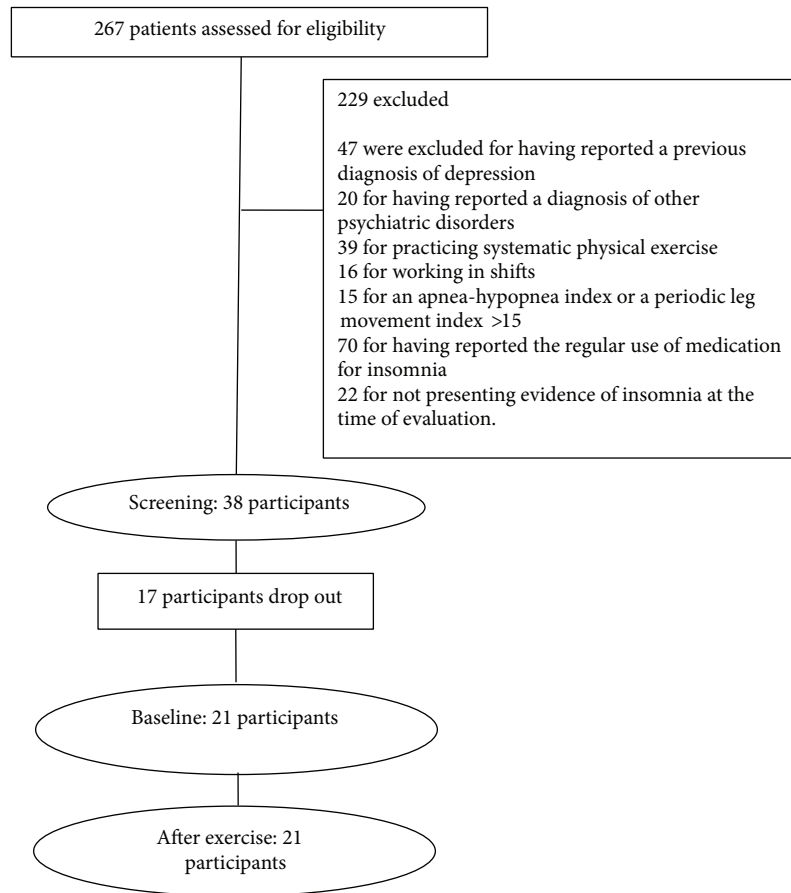 267 patients assessed for eligibility
229 excluded
47 were excluded for having reported a previous
diagnosis of depression
20 for having reported a diagnosis of other
psychiatric disorders
39 for practicing systematic physical exercise
16 for working in shifts
15 for an apnea-hypopnea index or a periodic leg
movement index >15
70 for having reported the regular use of medication
for insomnia
22 for not presenting evidence of insomnia at the
time of evaluation.
Screening: 38 participants
17 participants drop out
Baseline: 21 participants
After exercise: 21
participants